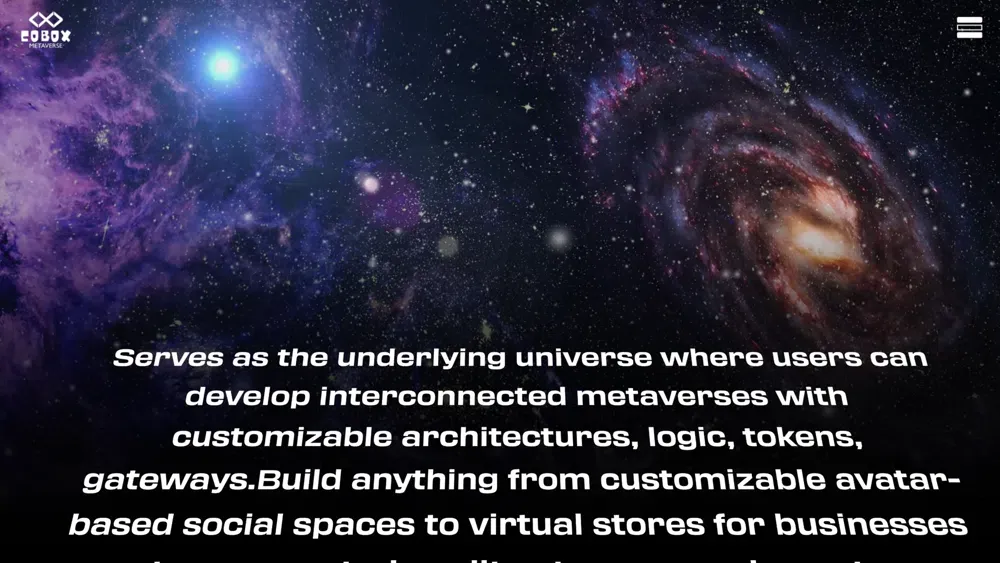 COBOX
METAVERSE
Serves as the underlying universe where users can
develop interconnected metaverses with
customizable architectures, logic, tokens,
gateways.Build anything from customizable avatar-
based social spaces to virtual stores for businesses